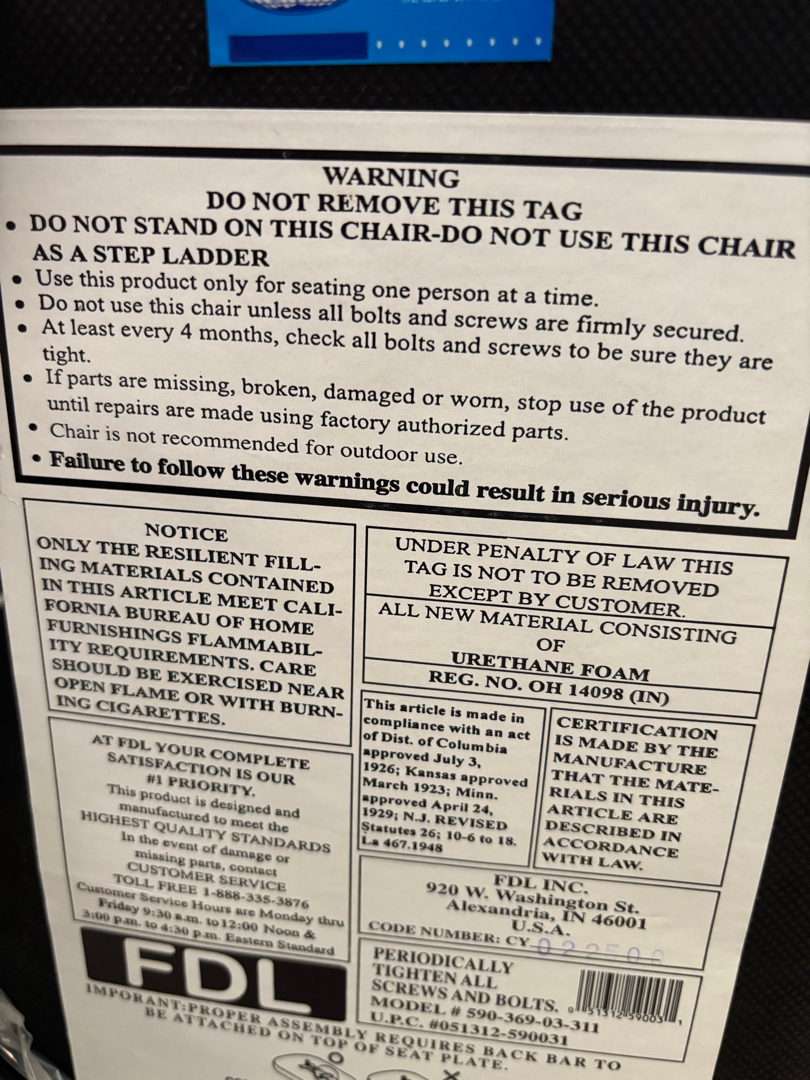 WARNING
DO NOT REMOVE THIS TAG
• DO NOT STAND ON THIS CHAIR-DO NOT USE THIS CHAIR
AS A STEP LADDER
• Use this product only for seating one person at a time.
• Do not use this chair unless all bolts and screws are firmly secured.
• At least every 4 months, check all bolts and screws to be sure they are
tight.
• If parts are missing, broken, damaged or worn, stop use of the product
until repairs are made using factory authorized parts.
• Chair is not recommended for outdoor use.
• Failure to follow these warnings could result in serious injury.
NOTICE
ONLY THE RESILIENT FILL-
ING MATERIALS CONTAINED
IN THIS ARTICLE MEET CALI-
FORNIA BUREAU OF HOME
FURNISHINGS FLAMMABIL-
ITY REQUIREMENTS. CARE
SHOULD BE EXERCISED NEAR
OPEN FLAME OR WITH BURN-
ING CIGARETTES.
UNDER PENALTY OF LAW THIS
TAG IS NOT TO BE REMOVED
EXCEPT BY CUSTOMER.
ALL NEW MATERIAL CONSISTING
OF
URETHANE FOAM
REG. NO. OH 14098 (IN)
This article is made in
compliance with an act
of Dist. of Columbia
approved July 3,
1926; Kansas approved
March 1923; Minn.
approved April 24,
1929; N.J. REVISED
Statutes 26; 10-6 to 18.
La 467.1948
CERTIFICATION
IS MADE BY THE
MANUFACTURE
THAT THE MATE-
RIALS IN THIS
ARTICLE ARE
DESCRIBED IN
ACCORDANCE
WITH LAW.
AT FDL YOUR COMPLETE
SATISFACTION IS OUR
#1 PRIORITY.
This product is designed and
manufactured to meet the
HIGHEST QUALITY STANDARDS
In the event of damage or
missing parts, contact
CUSTOMER SERVICE
TOLL FREE 1-888-335-3876
Customer Service Hours are Monday thru
Friday 9:30 a.m. to 12:00 Noon &
3:00 p.m. to 4:30 p.m. Eastern Standard
FDL INC.
920 W. Washington St.
Alexandria, IN 46001
U.S.A.
CODE NUMBER: CY
FDL
PERIODICALLY
TIGHTEN ALL
SCREWS AND BOLTS.
MODEL # 590-369-03-311
U.P.C. #051312-590031
0 51312 59003 1
IMPORANT:PROPER ASSEMBLY REQUIRES BACK BAR TO
BE ATTACHED ON TOP OF SEAT PLATE.